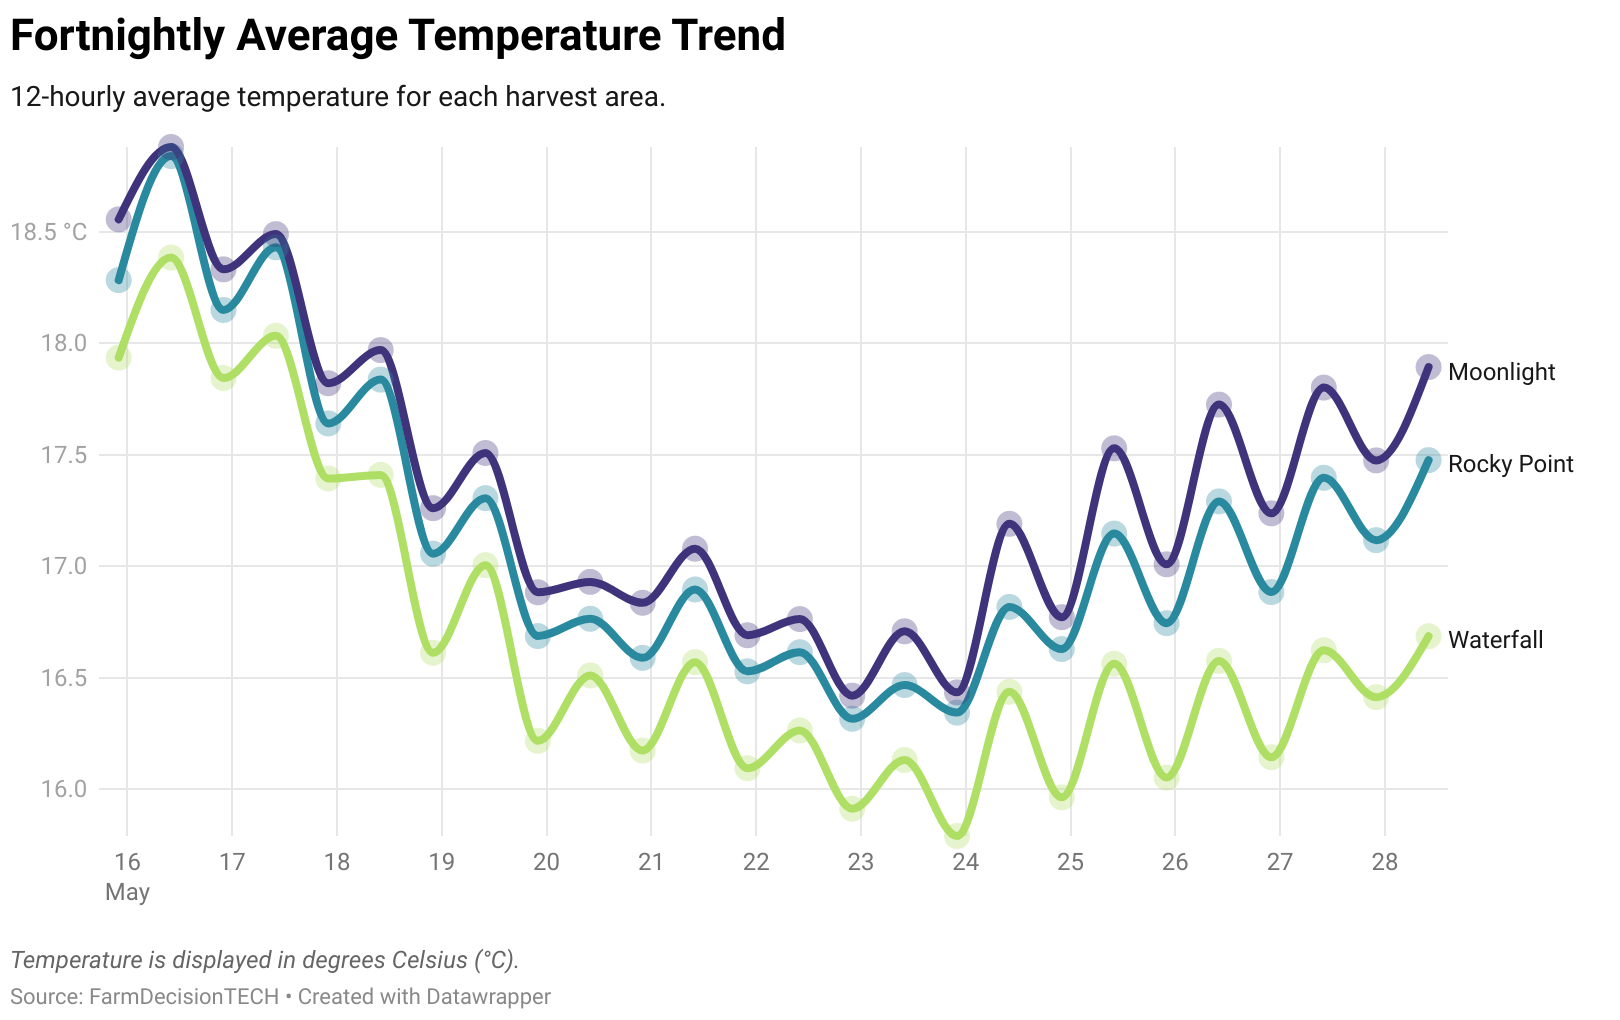 Fortnightly Average Temperature Trend
12-hourly average temperature for each harvest area.
18.5 °C
18.0
17.5
17.0
16.5
16.0
Moonlight
Rocky Point
Waterfall
16 17 18 19 20 21 22 23 24 25 26 27 28
May
Temperature is displayed in degrees Celsius (°C).
Source: FarmDecisionTECH • Created with Datawrapper